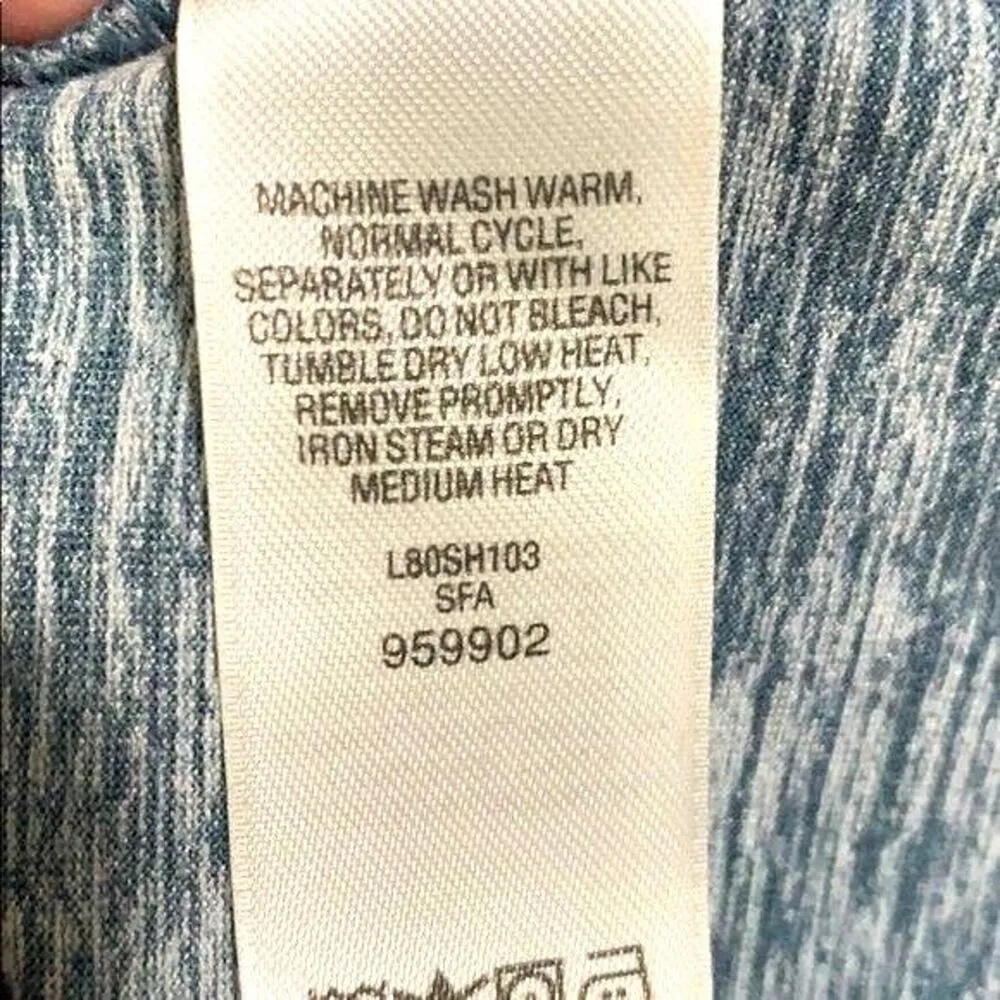 MACHINE WASH WARM,
NORMAL CYCLE,
SEPARATELY OR WITH LIKE
COLORS, DO NOT BLEACH,
TUMBLE DRY LOW HEAT,
REMOVE PROMPTLY,
IRON STEAM OR DRY
MEDIUM HEAT
L80SH103
SFA
959902